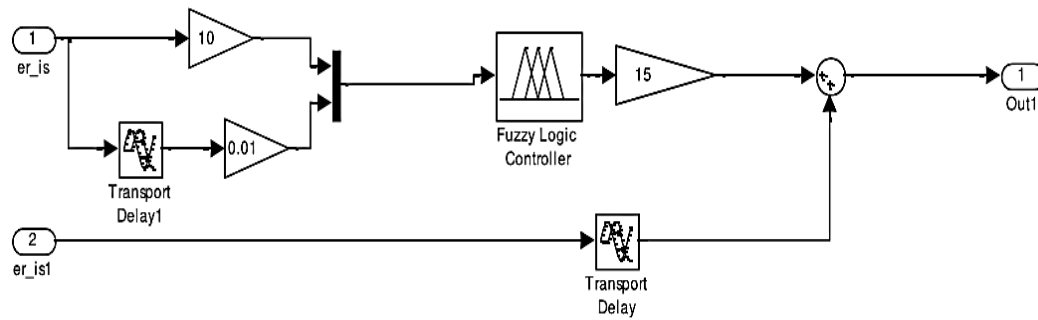 1
er_is
10
Transport
Delay1
0.01
Fuzzy Logic
Controller
15
1
Out1
2
er_is1
Transport
Delay